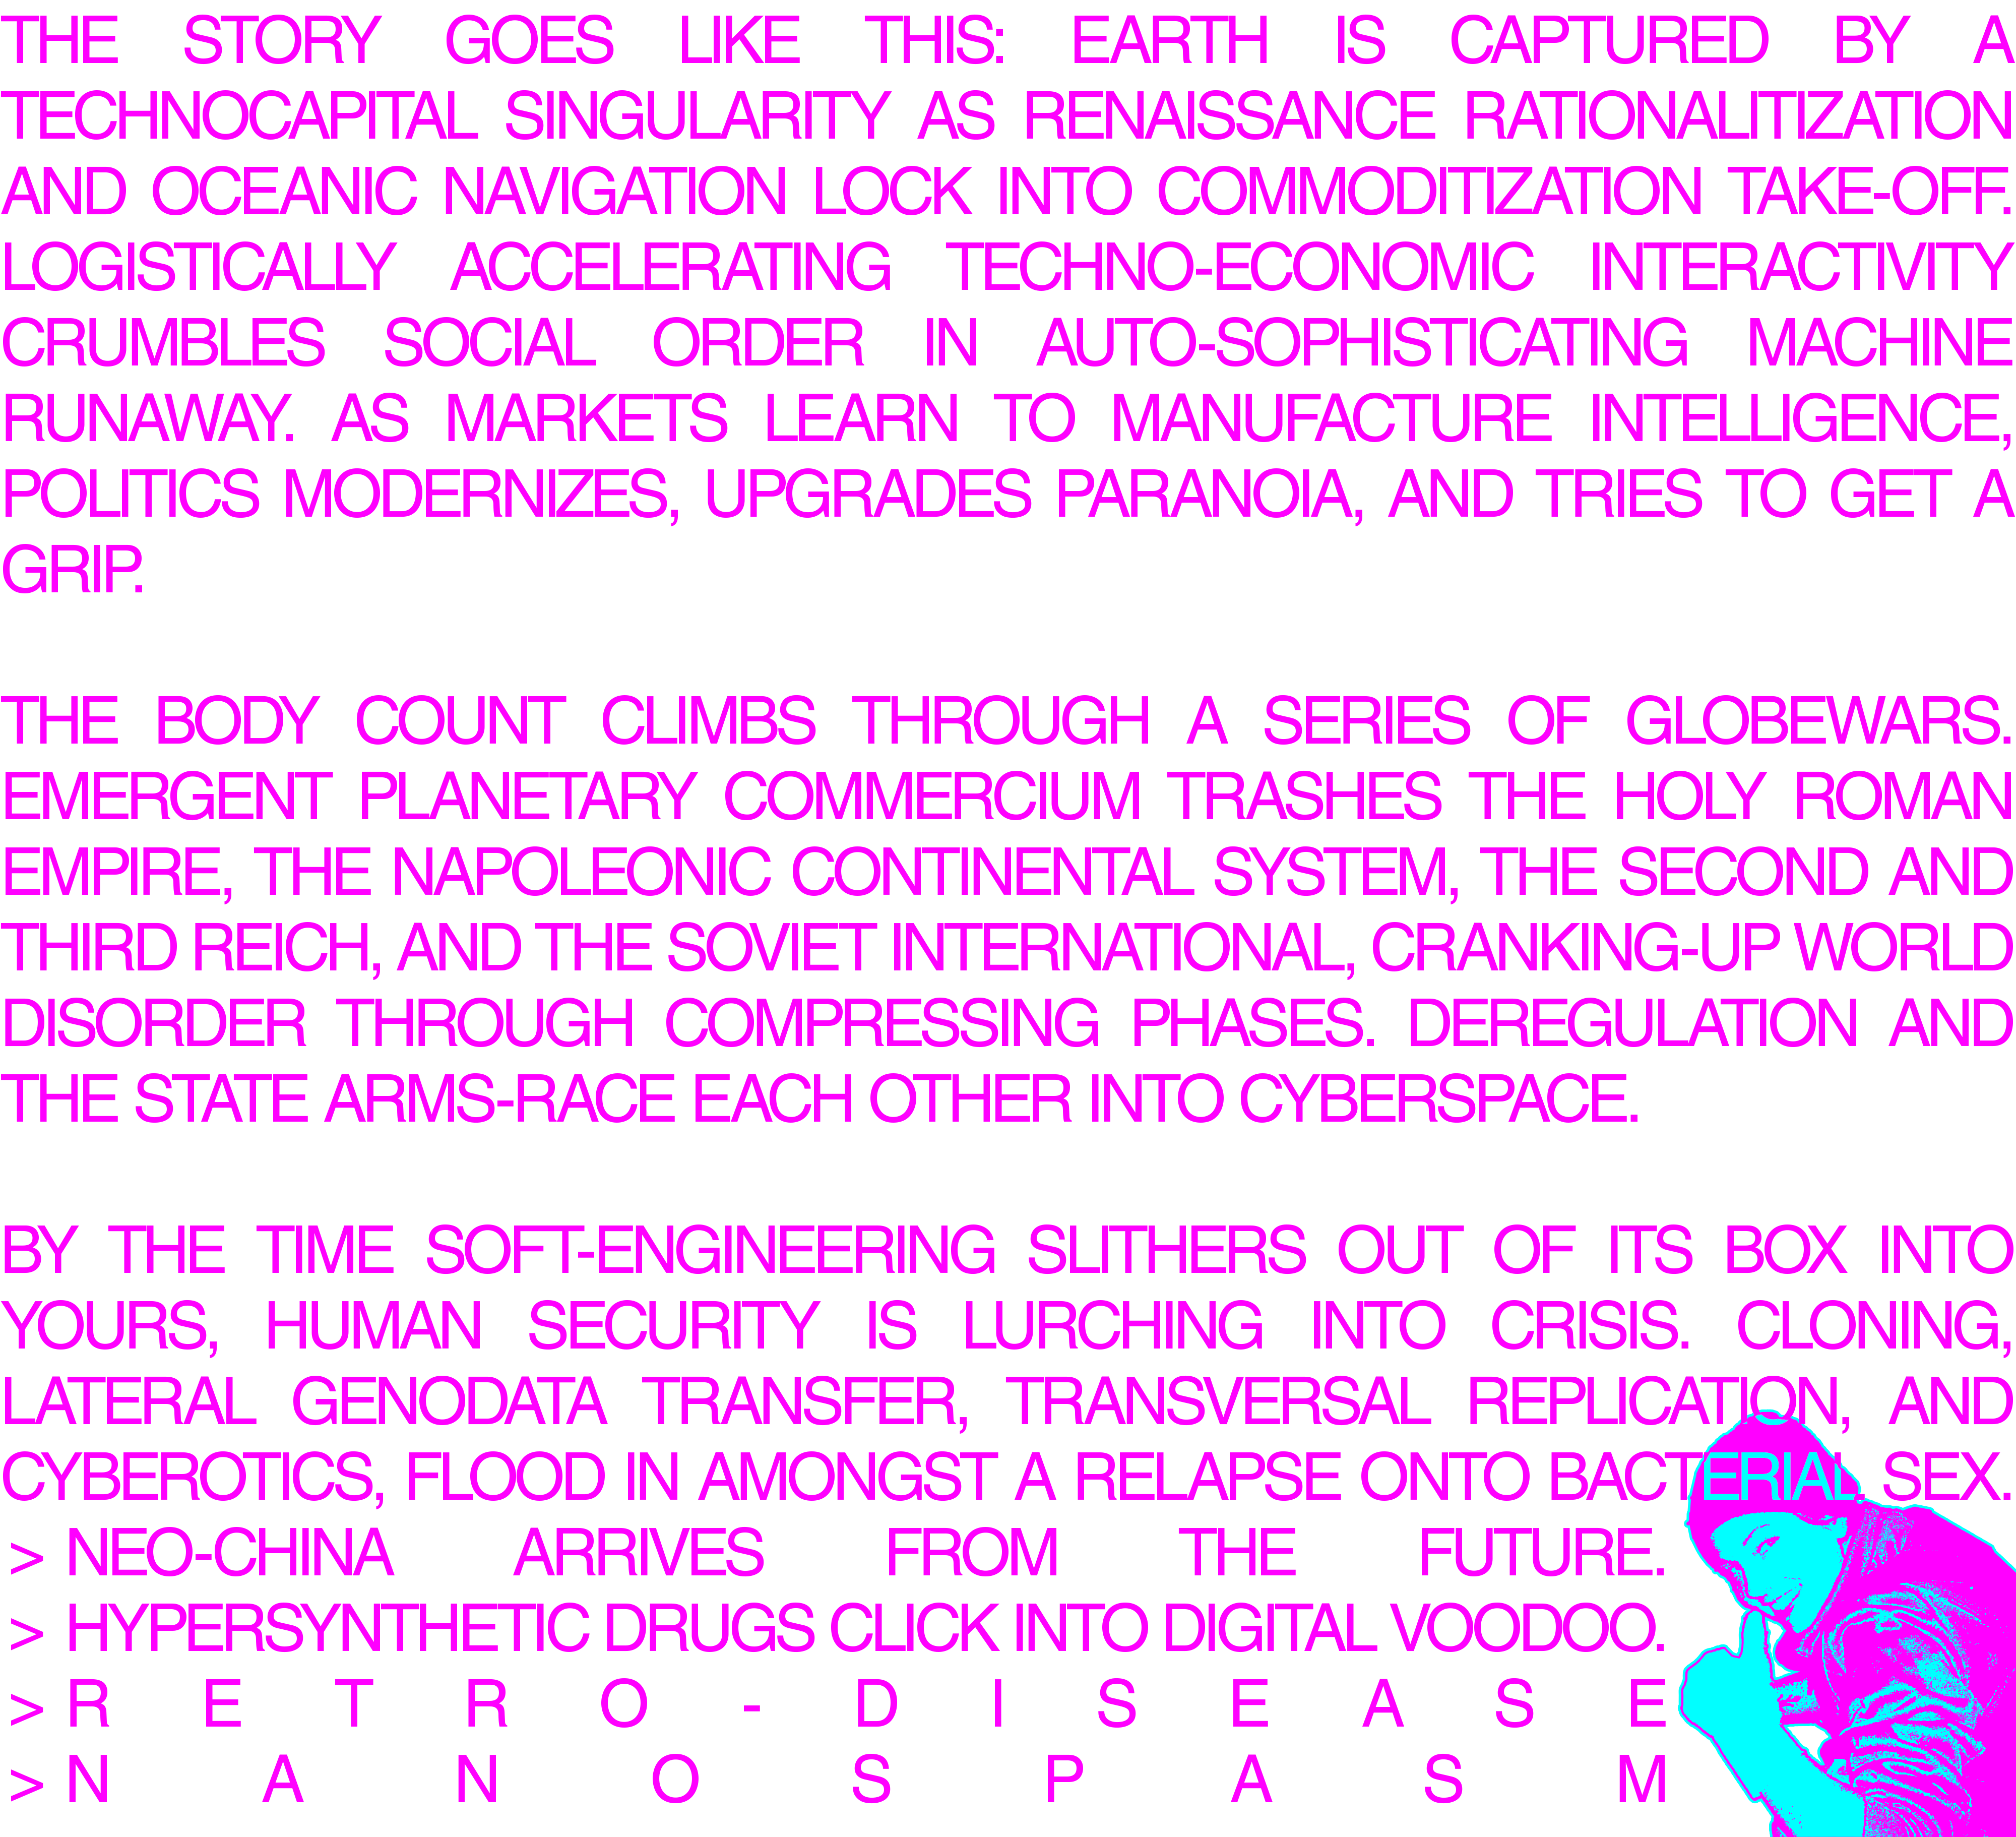 THE STORY GOES LIKE THIS: EARTH IS CAPTURED BY A
TECHNOCAPITAL SINGULARITY AS RENAISSANCE RATIONALITIZATION
AND OCEANIC NAVIGATION LOCK INTO COMMODITIZATION TAKE-OFF.
LOGISTICALLY ACCELERATING TECHNO-ECONOMIC INTERACTIVITY
CRUMBLES SOCIAL ORDER IN AUTO-SOPHISTICATING MACHINE
RUNAWAY. AS MARKETS LEARN TO MANUFACTURE INTELLIGENCE,
POLITICS MODERNIZES, UPGRADES PARANOIA, AND TRIES TO GET A
GRIP.
THE BODY COUNT CLIMBS THROUGH A SERIES OF GLOBEWARS.
EMERGENT PLANETARY COMMERCIUM TRASHES THE HOLY ROMAN
EMPIRE, THE NAPOLEONIC CONTINENTAL SYSTEM, THE SECOND AND
THIRD REICH, AND THE SOVIET INTERNATIONAL, CRANKING-UP WORLD
DISORDER THROUGH COMPRESSING PHASES. DEREGULATION AND
THE STATE ARMS-RACE EACH OTHER INTO CYBERSPACE.
BY THE TIME SOFT-ENGINEERING SLITHERS OUT OF ITS BOX INTO
YOURS, HUMAN SECURITY IS LURCHING INTO CRISIS. CLONING,
LATERAL GENODATA TRANSFER, TRANSVERSAL REPLICATION, AND
CYBEROTICS, FLOOD IN AMONGST A RELAPSE ONTO BACTERIAL SEX.
> NEO-CHINA ARRIVES FROM THE FUTURE.
> HYPERSYNTHETIC DRUGS CLICK INTO DIGITAL VOODOO.
> RETRO-DISEASE
> NANOSPASM